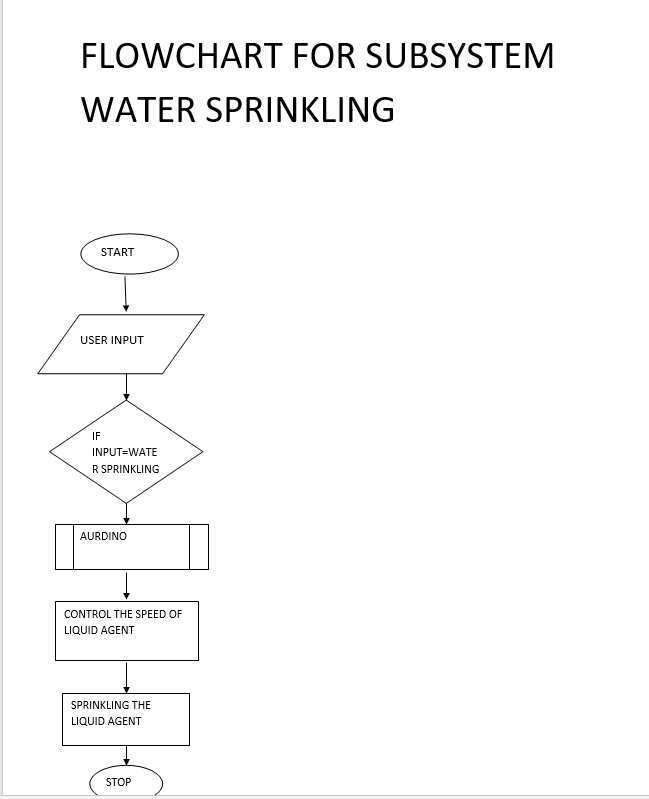 FLOWCHART FOR SUBSYSTEM
WATER SPRINKLING
START
USER INPUT
IF
INPUT=WATE
R SPRINKLING
AURDINO
CONTROL THE SPEED OF
LIQUID AGENT
SPRINKLING THE
LIQUID AGENT
STOP